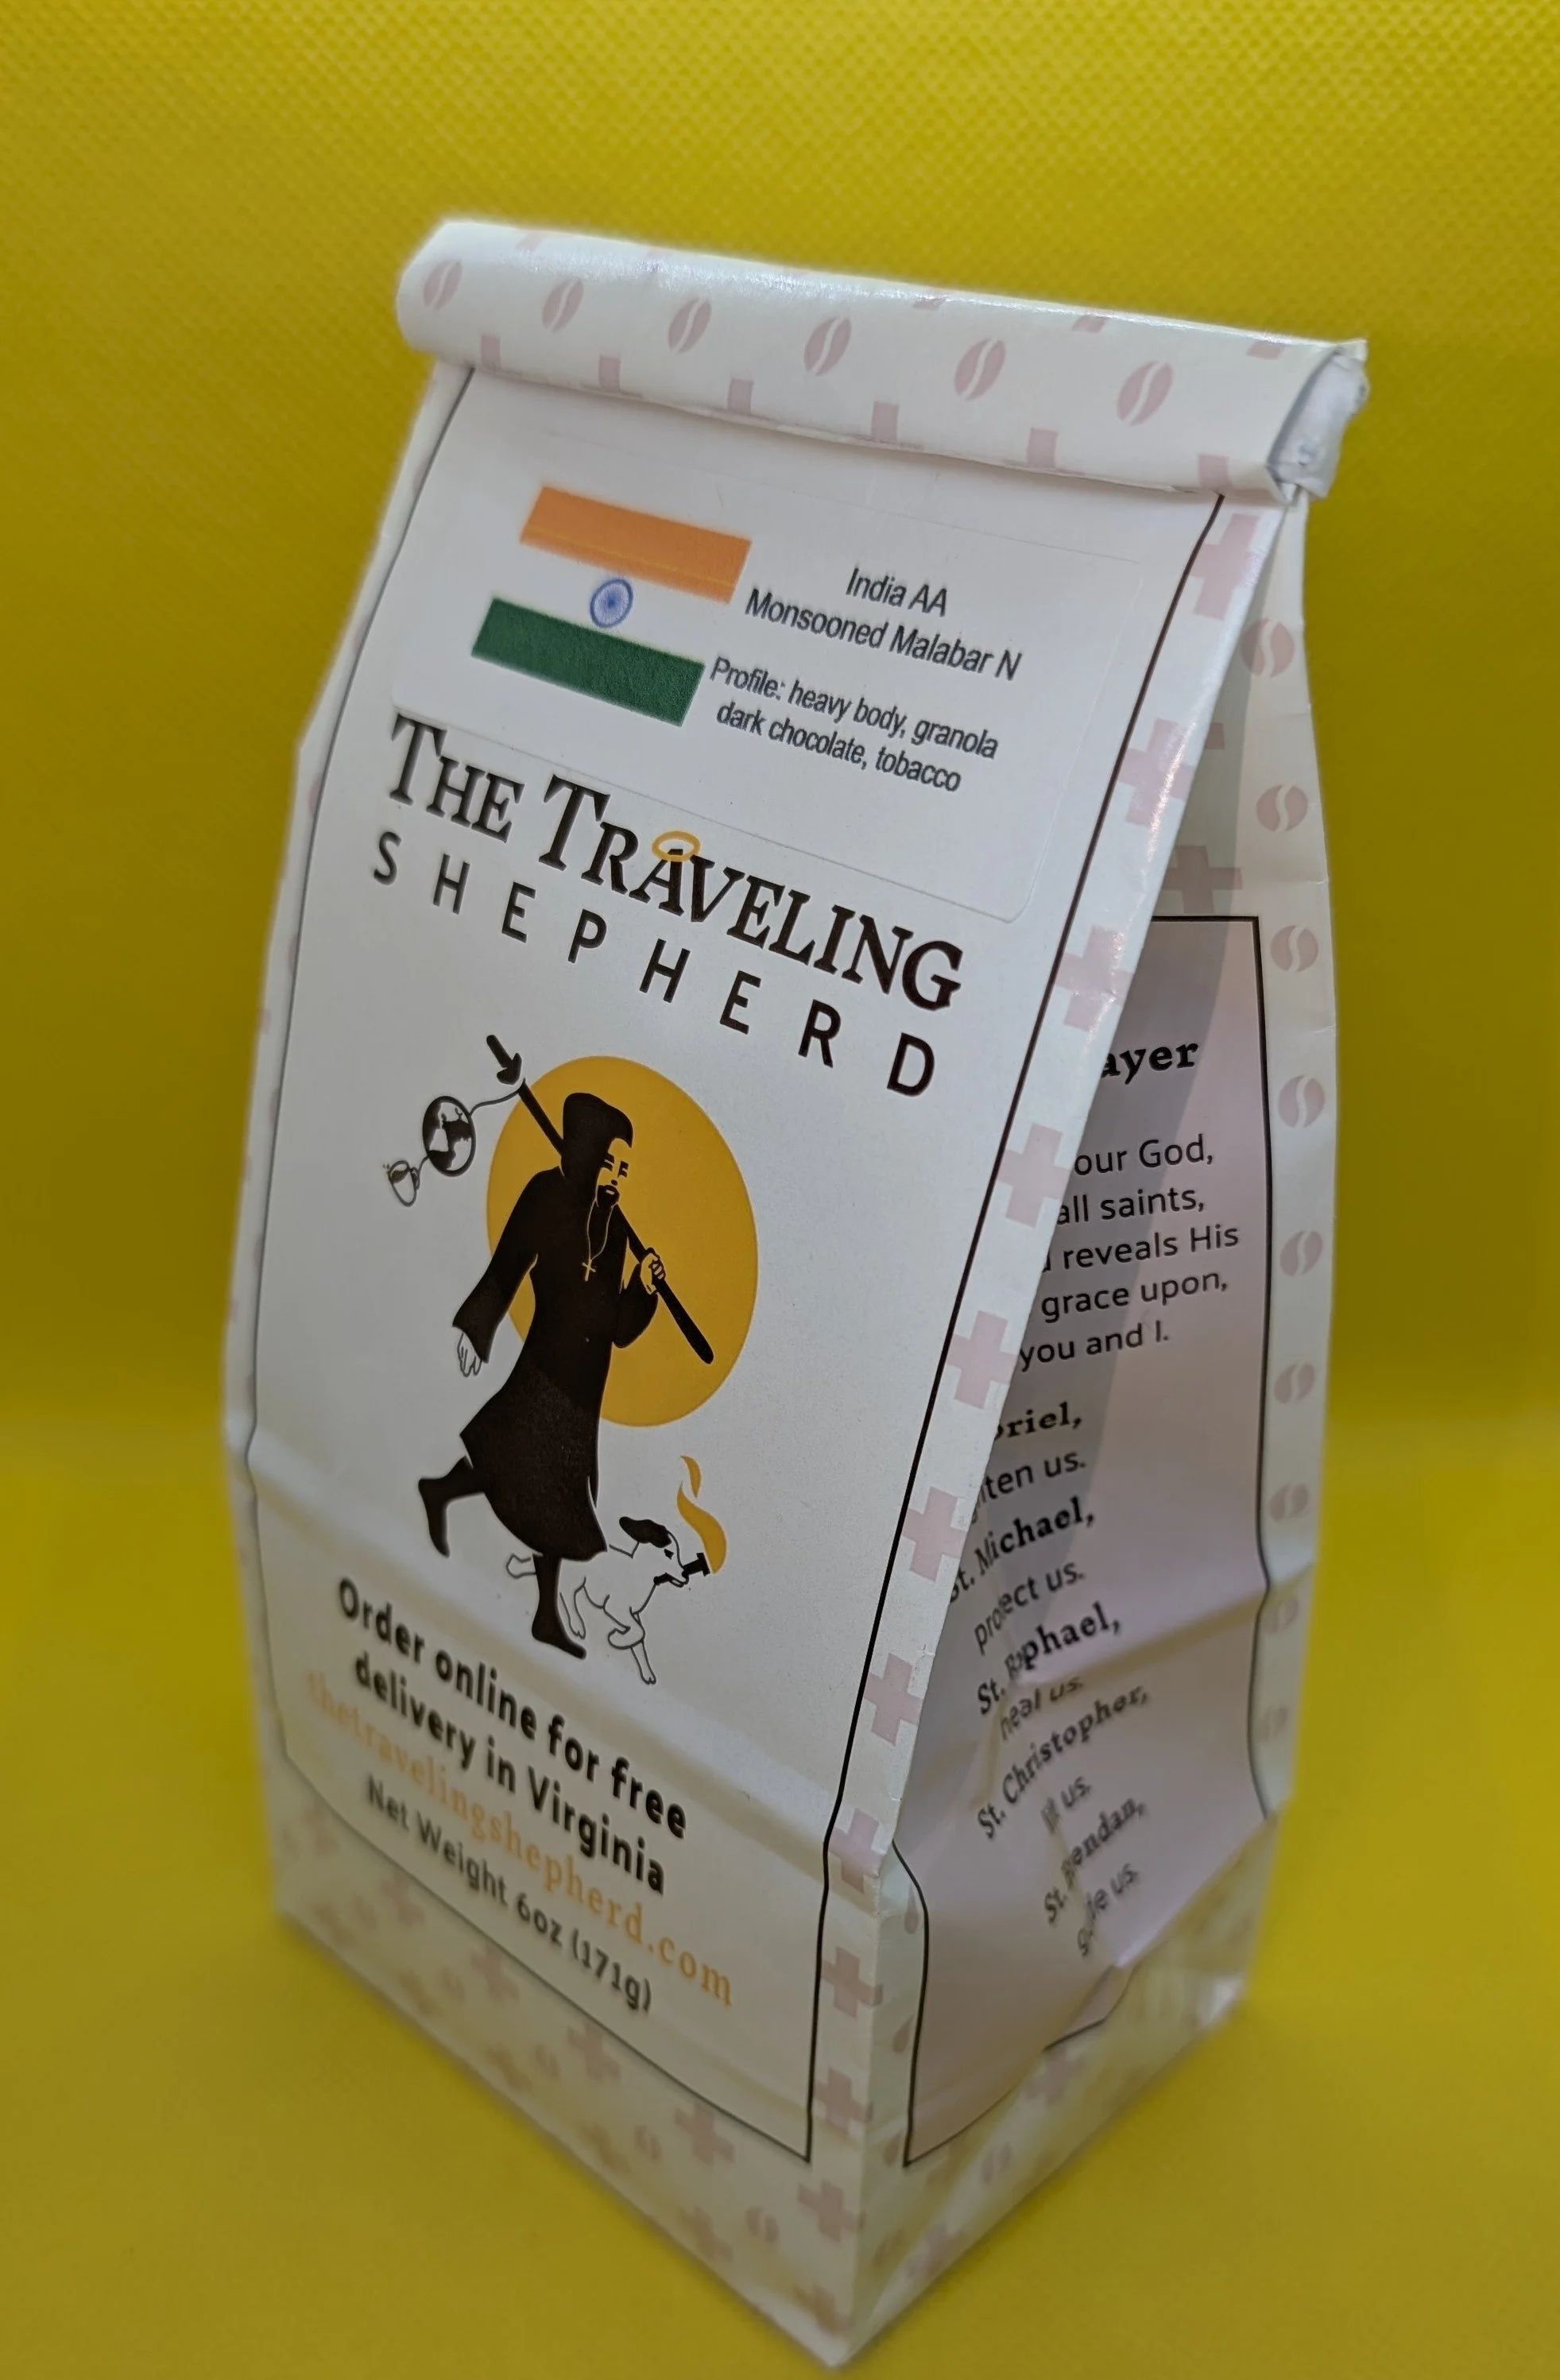 India AA
Monsooned Malabar N
Profile: heavy body, granola
dark chocolate, tobacco
THE TRAVELING
SHEPHERD
Order online for free
delivery in Virginia
thetravelingshepherd.com
Net Weight 6oz (171g)
our God,
all saints,
reveals His
grace upon,
you and I.
us.
St. Michael,
protect us.
St. Raphael,
heal us.
St. Christopher,
us.
St. Brendan,
us.